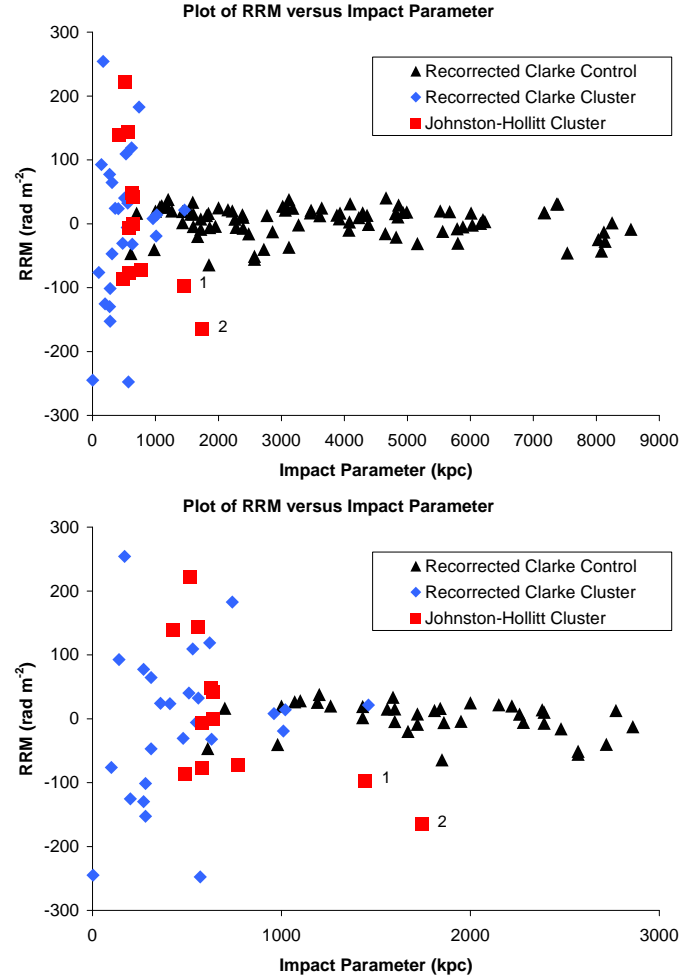 Plot of RRM versus Impact Parameter
300
200
100
0
-100
-200
-300
RRM (rad m-2)
Recorrected Clarke Control
Recorrected Clarke Cluster
Johnston-Hollitt Cluster
1
2
0 1000 2000 3000 4000 5000 6000 7000 8000 9000
Impact Parameter (kpc)
Plot of RRM versus Impact Parameter
300
200
100
0
-100
-200
-300
RRM (rad m-2)
Recorrected Clarke Control
Recorrected Clarke Cluster
Johnston-Hollitt Cluster
1
2
0 1000 2000 3000
Impact Parameter (kpc)